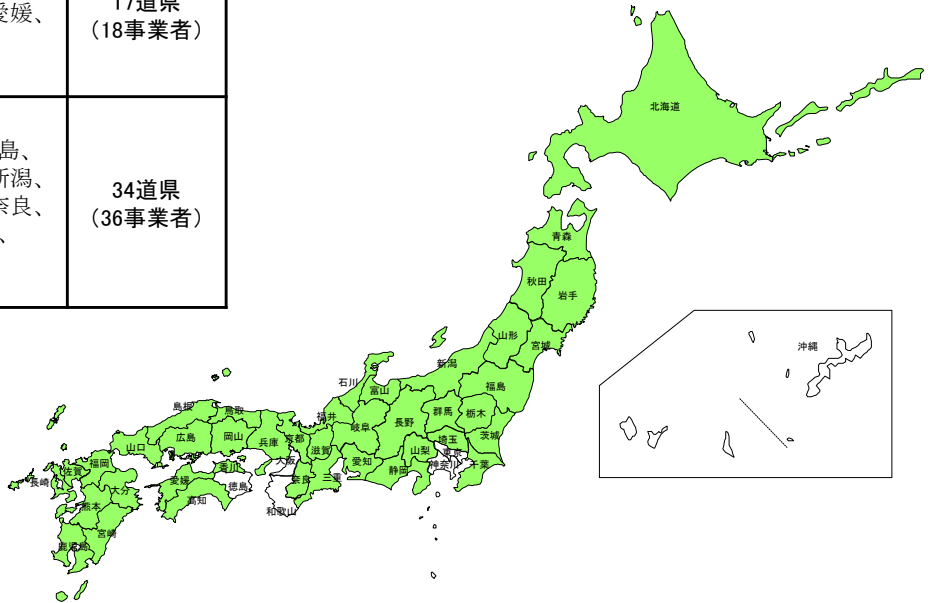 愛媛、
17道県
（18事業者）
島、
新潟、
奈良、
、
34道県
（36事業者）
北海道
青森
秋田
岩手
山形
宮城
沖縄
新潟
石川
富山
福島
島根
鳥取
福井
群馬
栃木
長野
岐阜
茨城
広島
岡山
兵庫
京都
滋賀
埼玉
山口
山梨
東京
福岡
大阪
愛知
神奈川
千葉
佐賀
香川
静岡
長崎
愛媛
徳島
奈良
三重
大分
高知
熊本
和歌山
宮崎
鹿児島